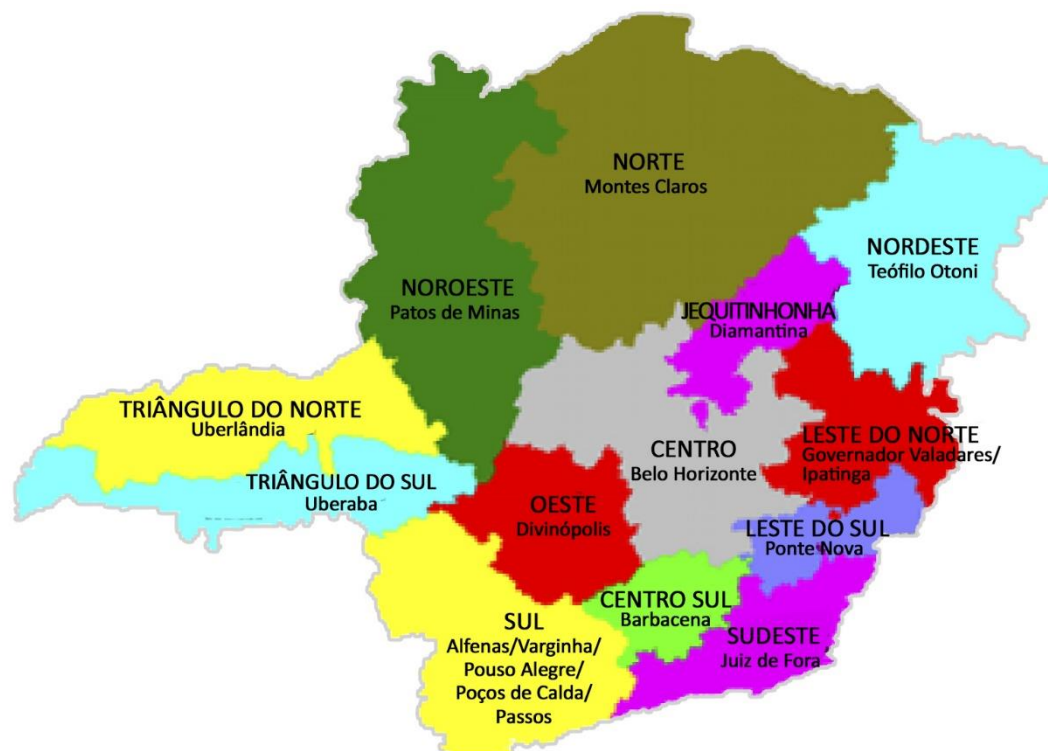 NORTE
Montes Claros
NORDESTE
Teófilo Otoni
NOROESTE
Patos de Minas
JEQUITINHONHA
Diamantina
TRIÂNGULO DO NORTE
Uberlândia
LESTE DO NORTE
Governador Valadares/
Ipatinga
CENTRO
Belo Horizonte
TRIÂNGULO DO SUL
Uberaba
OESTE
Divinópolis
LESTE DO SUL
Ponte Nova
CENTRO SUL
Barbacena
SUDESTE
Juiz de Fora
SUL
Alfenas/Varginha/
Pouso Alegre/
Poços de Calda/
Passos